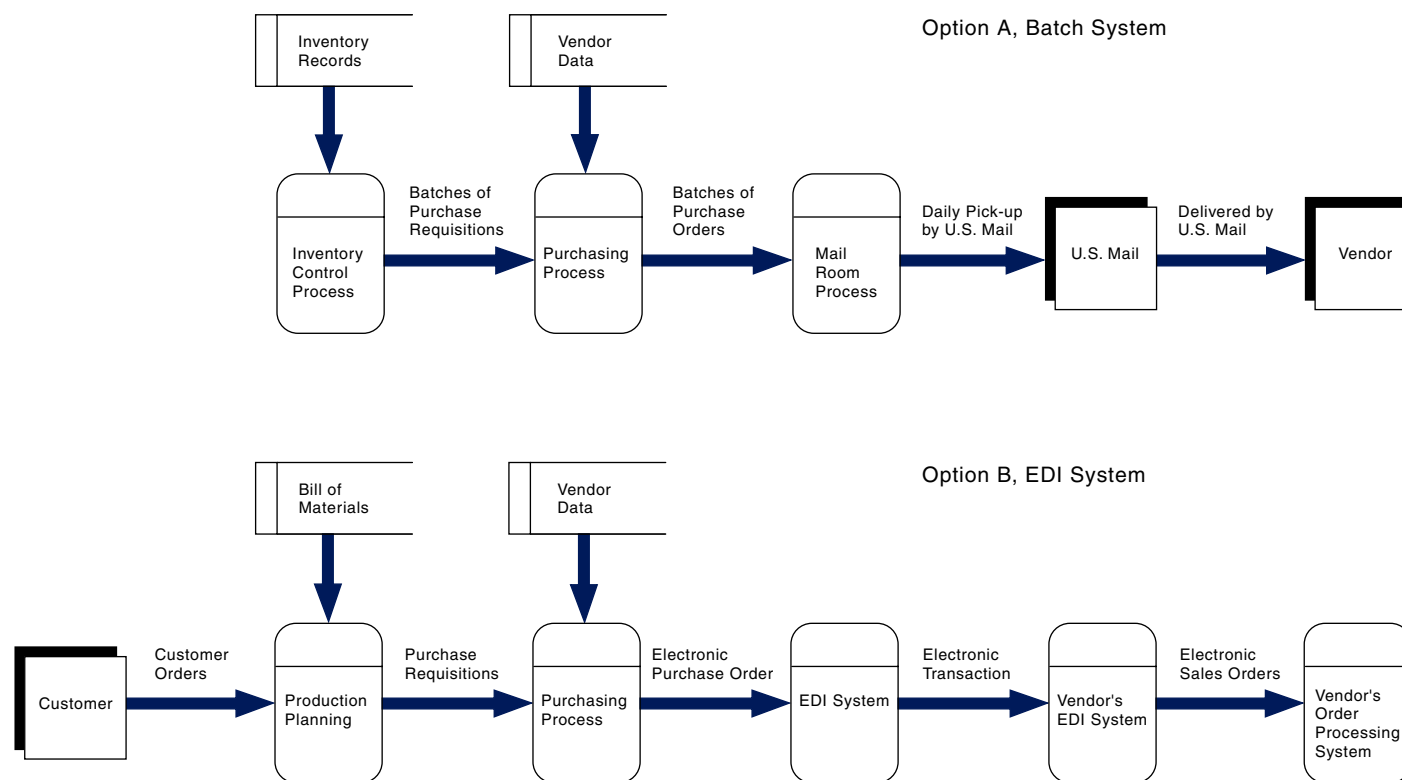 Inventory
Records
Vendor
Data
Option A, Batch System
Inventory
Control
Process
Batches of
Purchase
Requisitions
Purchasing
Process
Batches of
Purchase
Orders
Mail
Room
Process
Daily Pick-up
by U.S. Mail
U.S. Mail
Delivered by
U.S. Mail
Vendor
Bill of
Materials
Vendor
Data
Option B, EDI System
Customer
Customer
Orders
Production
Planning
Purchase
Requisitions
Purchasing
Process
Electronic
Purchase Order
EDI System
Electronic
Transaction
Vendor's
EDI System
Electronic
Sales Orders
Vendor's
Order
Processing
System